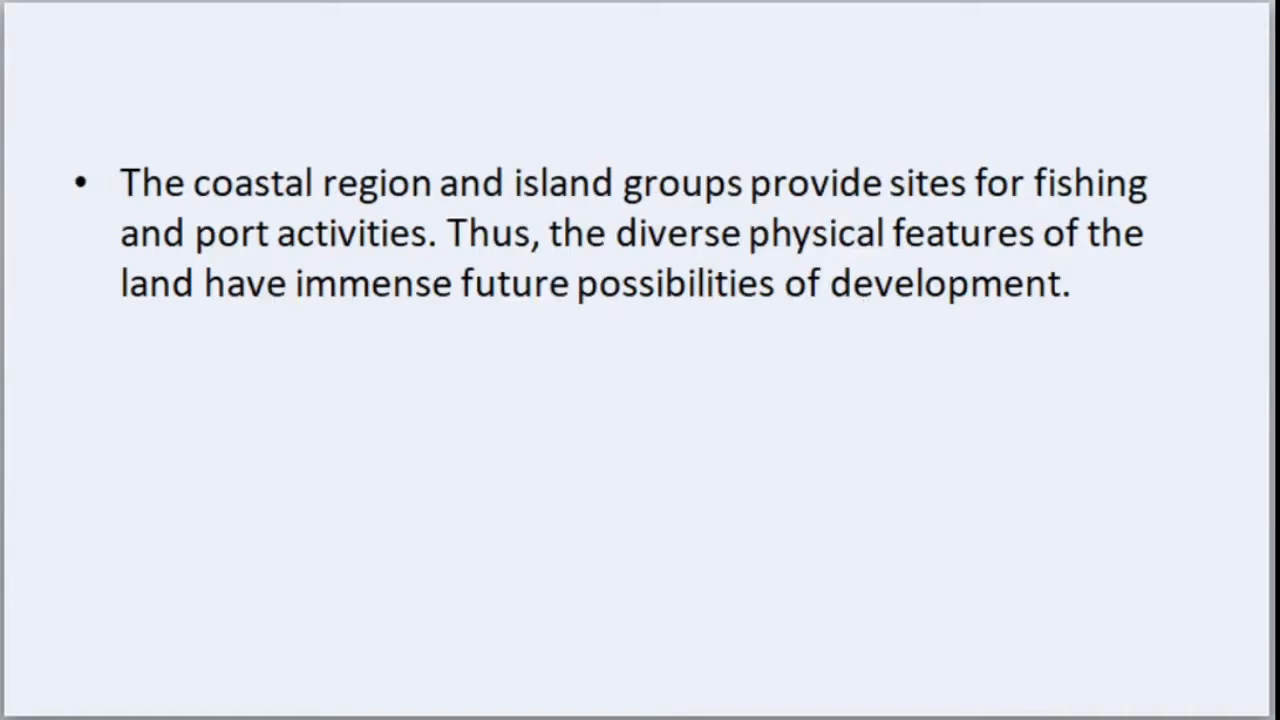 • The coastal region and island groups provide sites for fishing
and port activities. Thus, the diverse physical features of the
land have immense future possibilities of development.